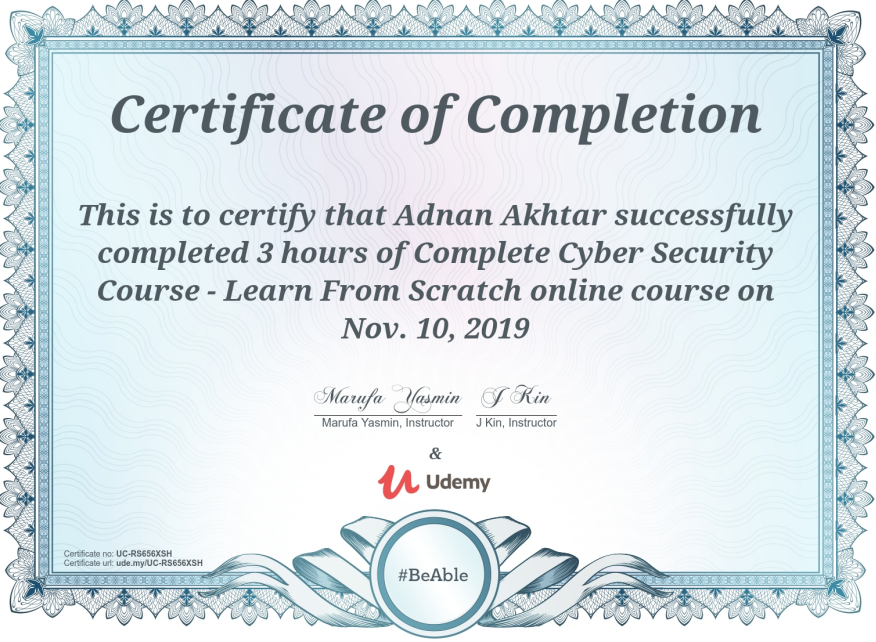 Certificate of Completion
This is to certify that Adnan Akhtar successfully
completed 3 hours of Complete Cyber Security
Course - Learn From Scratch online course on
Nov. 10, 2019
Marufa Yasmin J Kin
Marufa Yasmin, Instructor J Kin, Instructor
&
Udemy
Certificate no: UC-RS656XSH
Certificate url: ude.my/UC-RS656XSH
#BeAble